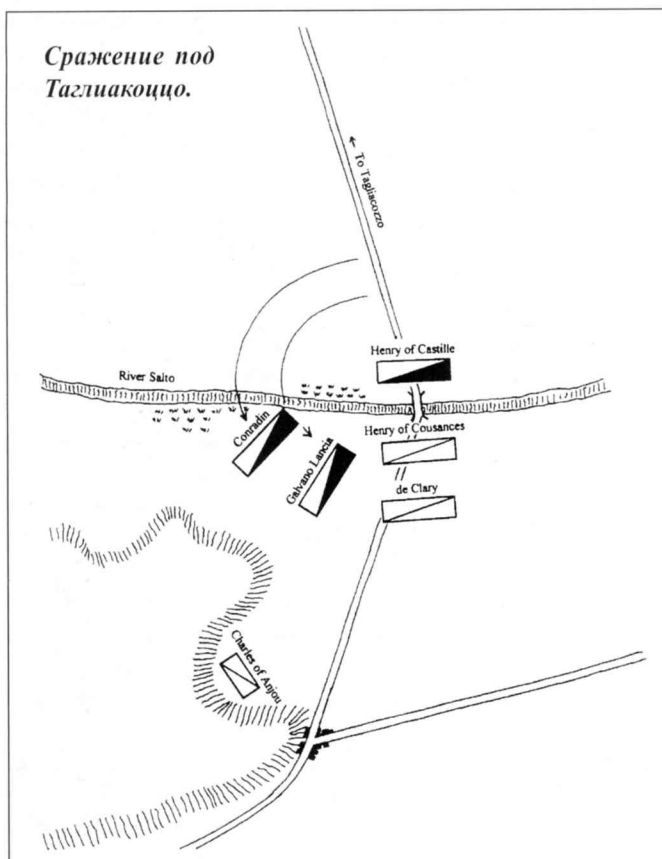 Сражение под
Таглиакоццо.
← To Tagliacozzo
Henry of Castille
River Salto
Conradin
Galvano Lancia
Henry of Cousances
de Clary
Charles of Anjou